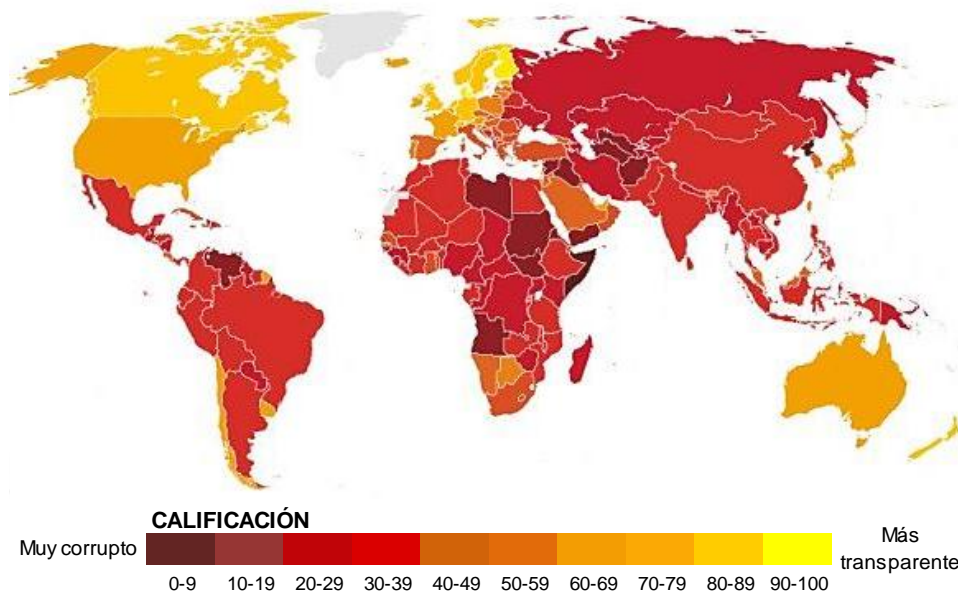 CALIFICACIÓN
Muy corrupto
Más
transparente
0-9 10-19 20-29 30-39 40-49 50-59 60-69 70-79 80-89 90-100